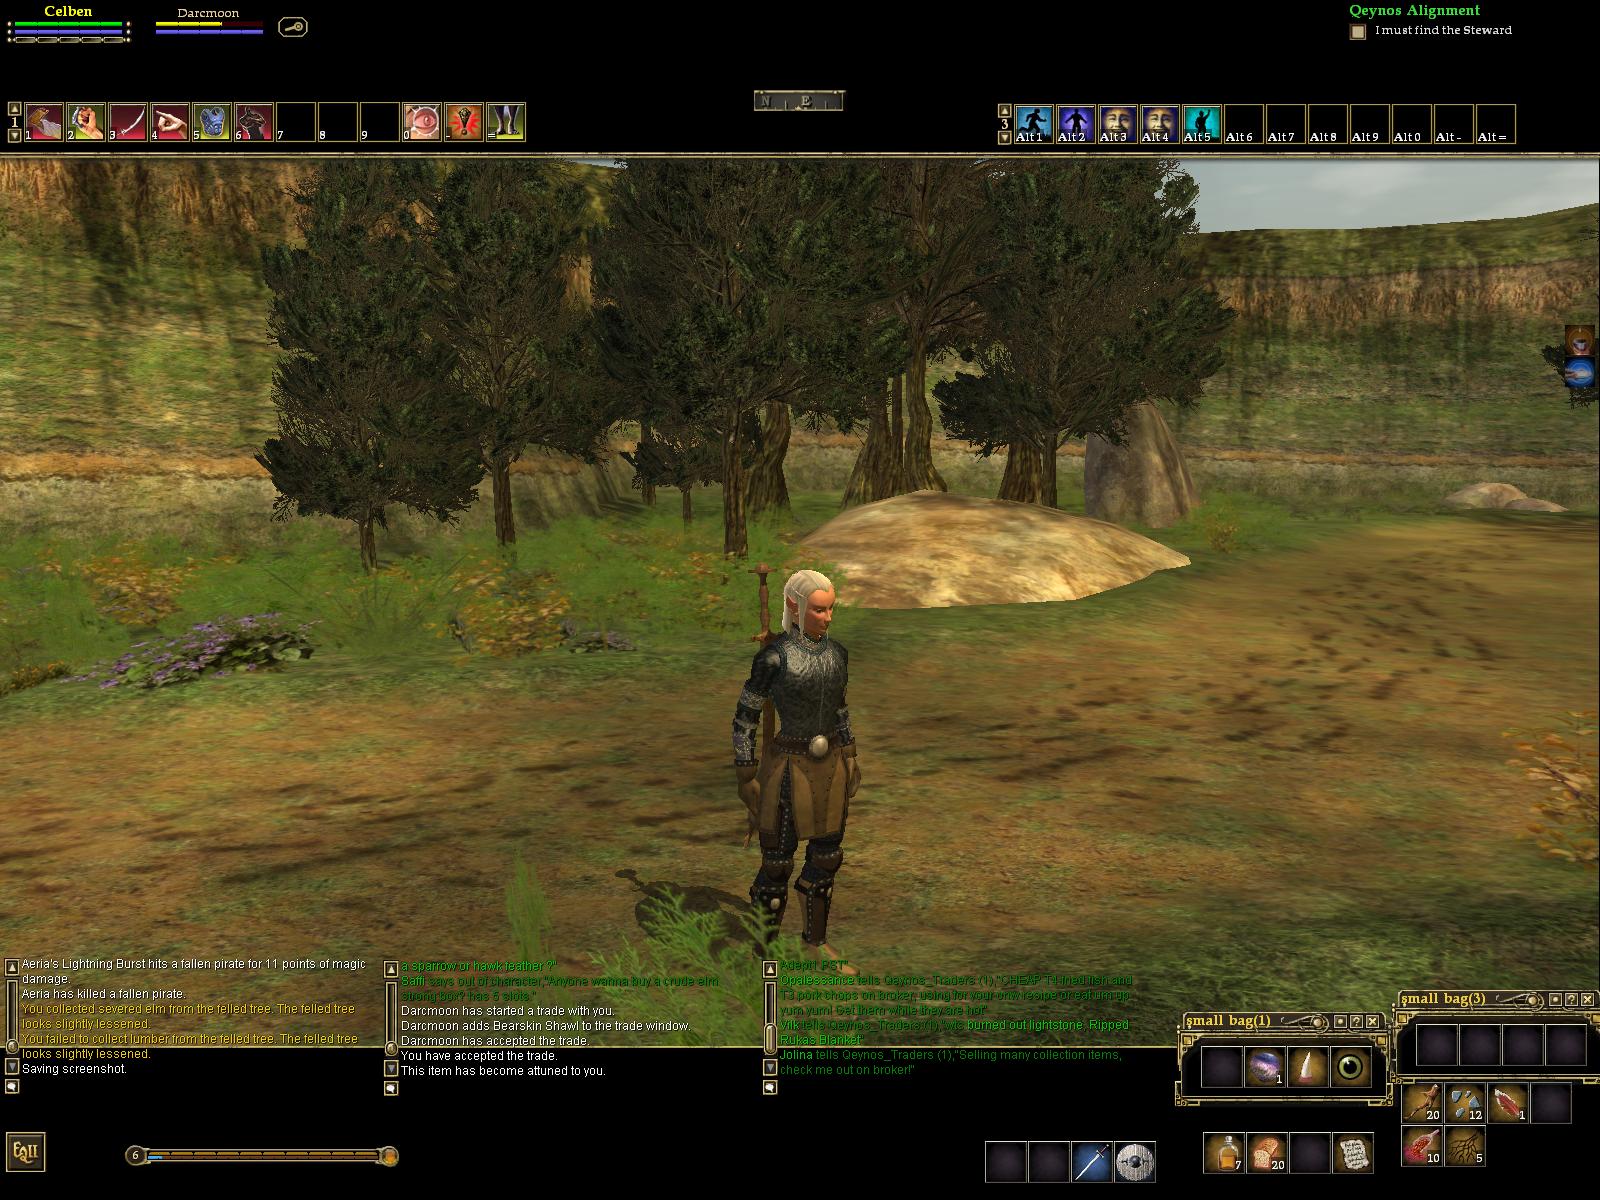 Celben
Darcmoon
Qeynos Alignment
I must find the Steward
N E
1
1 2 3 4 5 6 7 8 9 0 - =
3
Alt1 Alt2 Alt3 Alt4 Alt5 Alt6 Alt7 Alt8 Alt9 Alt0 Alt- Alt=
Aeria's Lightning Burst hits a fallen pirate for 11 points of magic
damage.
Aeria has killed a fallen pirate.
You collected severed elm from the felled tree. The felled tree
looks slightly lessened.
You failed to collect lumber from the felled tree. The felled tree
looks slightly lessened.
Saving screenshot.
a sparrow or hawk feather ?"
says out of character,"Anyone wanna buy a crude elm
strong box? has 5 slots."
Darcmoon has started a trade with you.
Darcmoon adds Bearskin Shawl to the trade window.
Darcmoon has accepted the trade.
You have accepted the trade.
This item has become attuned to you.
Adept1 PST"
Opalessance tells Qeynos_Traders (1),"CHEAP T4 fried fish and
T3 pork chops on broker, using for your own resipe or eat um up
yum yum! Get them while they are hot"
Vilk tells Qeynos_Traders (1),"wtc burned out lightstone Ripped
Rukas Blanket"
Jolina tells Qeynos_Traders (1),"Selling many collection items,
check me out on broker!"
small bag(1)
1
small bag(3)
20 12 1
10 5
7 20
EQII
6